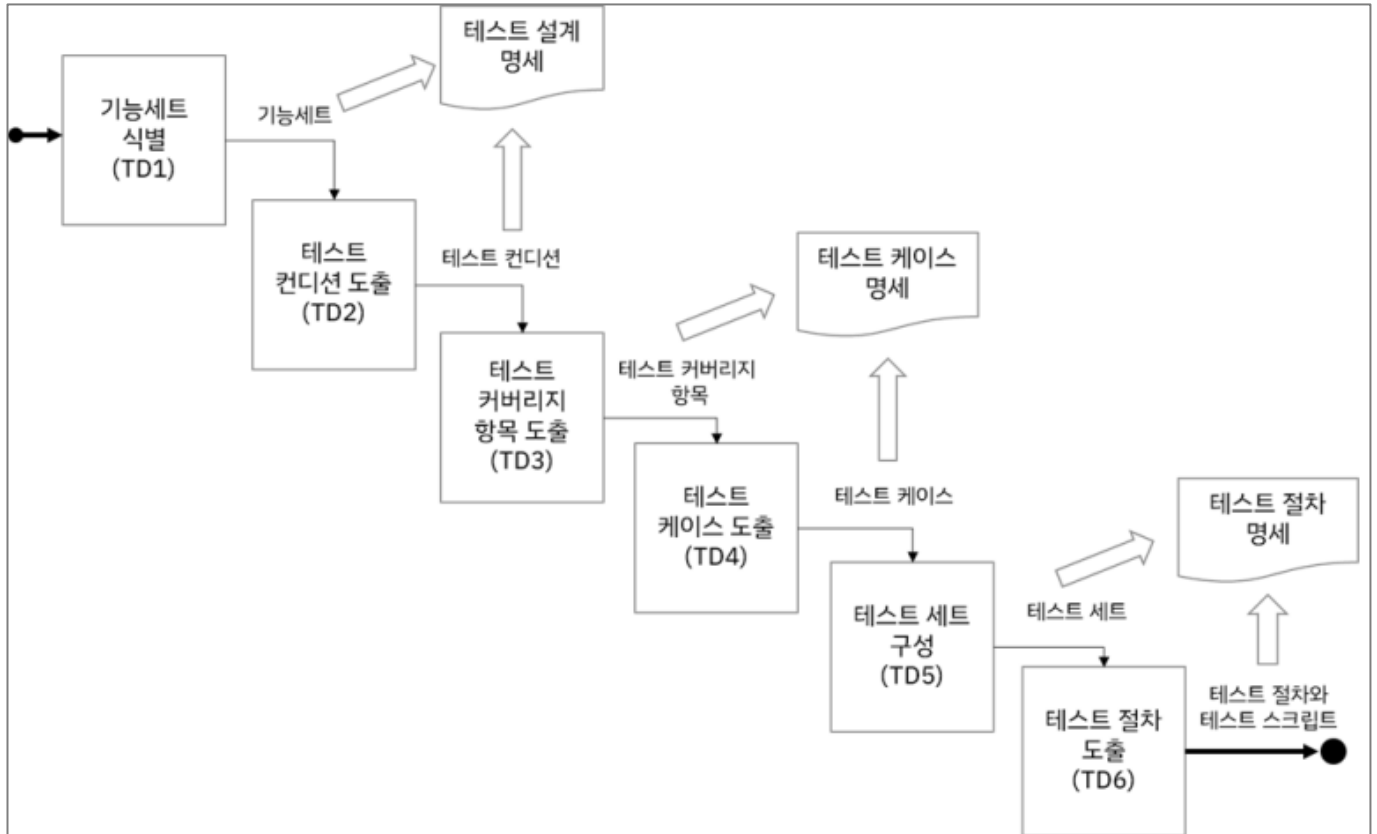 테스트 설계
명세
기능세트
식별
(TD1)
기능세트
테스트
컨디션 도출
(TD2)
테스트 컨디션
테스트 케이스
명세
테스트
커버리지
항목 도출
(TD3)
테스트 커버리지
항목
테스트
케이스 도출
(TD4)
테스트 케이스
테스트 절차
명세
테스트 세트
구성
(TD5)
테스트 세트
테스트 절차
도출
(TD6)
테스트 절차와
테스트 스크립트